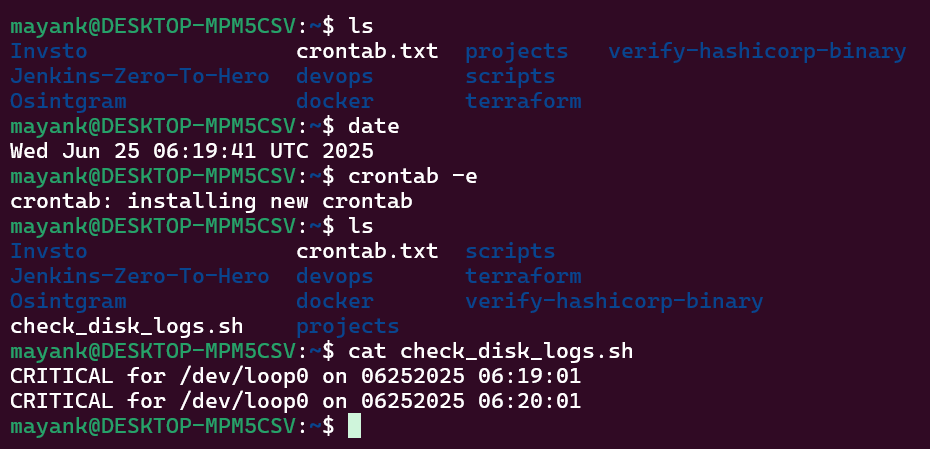 mayank@DESKTOP-MPM5CSV:~$ ls
Invsto crontab.txt projects verify-hashicorp-binary
Jenkins-Zero-To-Hero devops scripts
Osintgram docker terraform
mayank@DESKTOP-MPM5CSV:~$ date
Wed Jun 25 06:19:41 UTC 2025
mayank@DESKTOP-MPM5CSV:~$ crontab -e
crontab: installing new crontab
mayank@DESKTOP-MPM5CSV:~$ ls
Invsto crontab.txt scripts
Jenkins-Zero-To-Hero devops terraform
Osintgram docker verify-hashicorp-binary
check_disk_logs.sh projects
mayank@DESKTOP-MPM5CSV:~$ cat check_disk_logs.sh
CRITICAL for /dev/loop0 on 06252025 06:19:01
CRITICAL for /dev/loop0 on 06252025 06:20:01
mayank@DESKTOP-MPM5CSV:~$